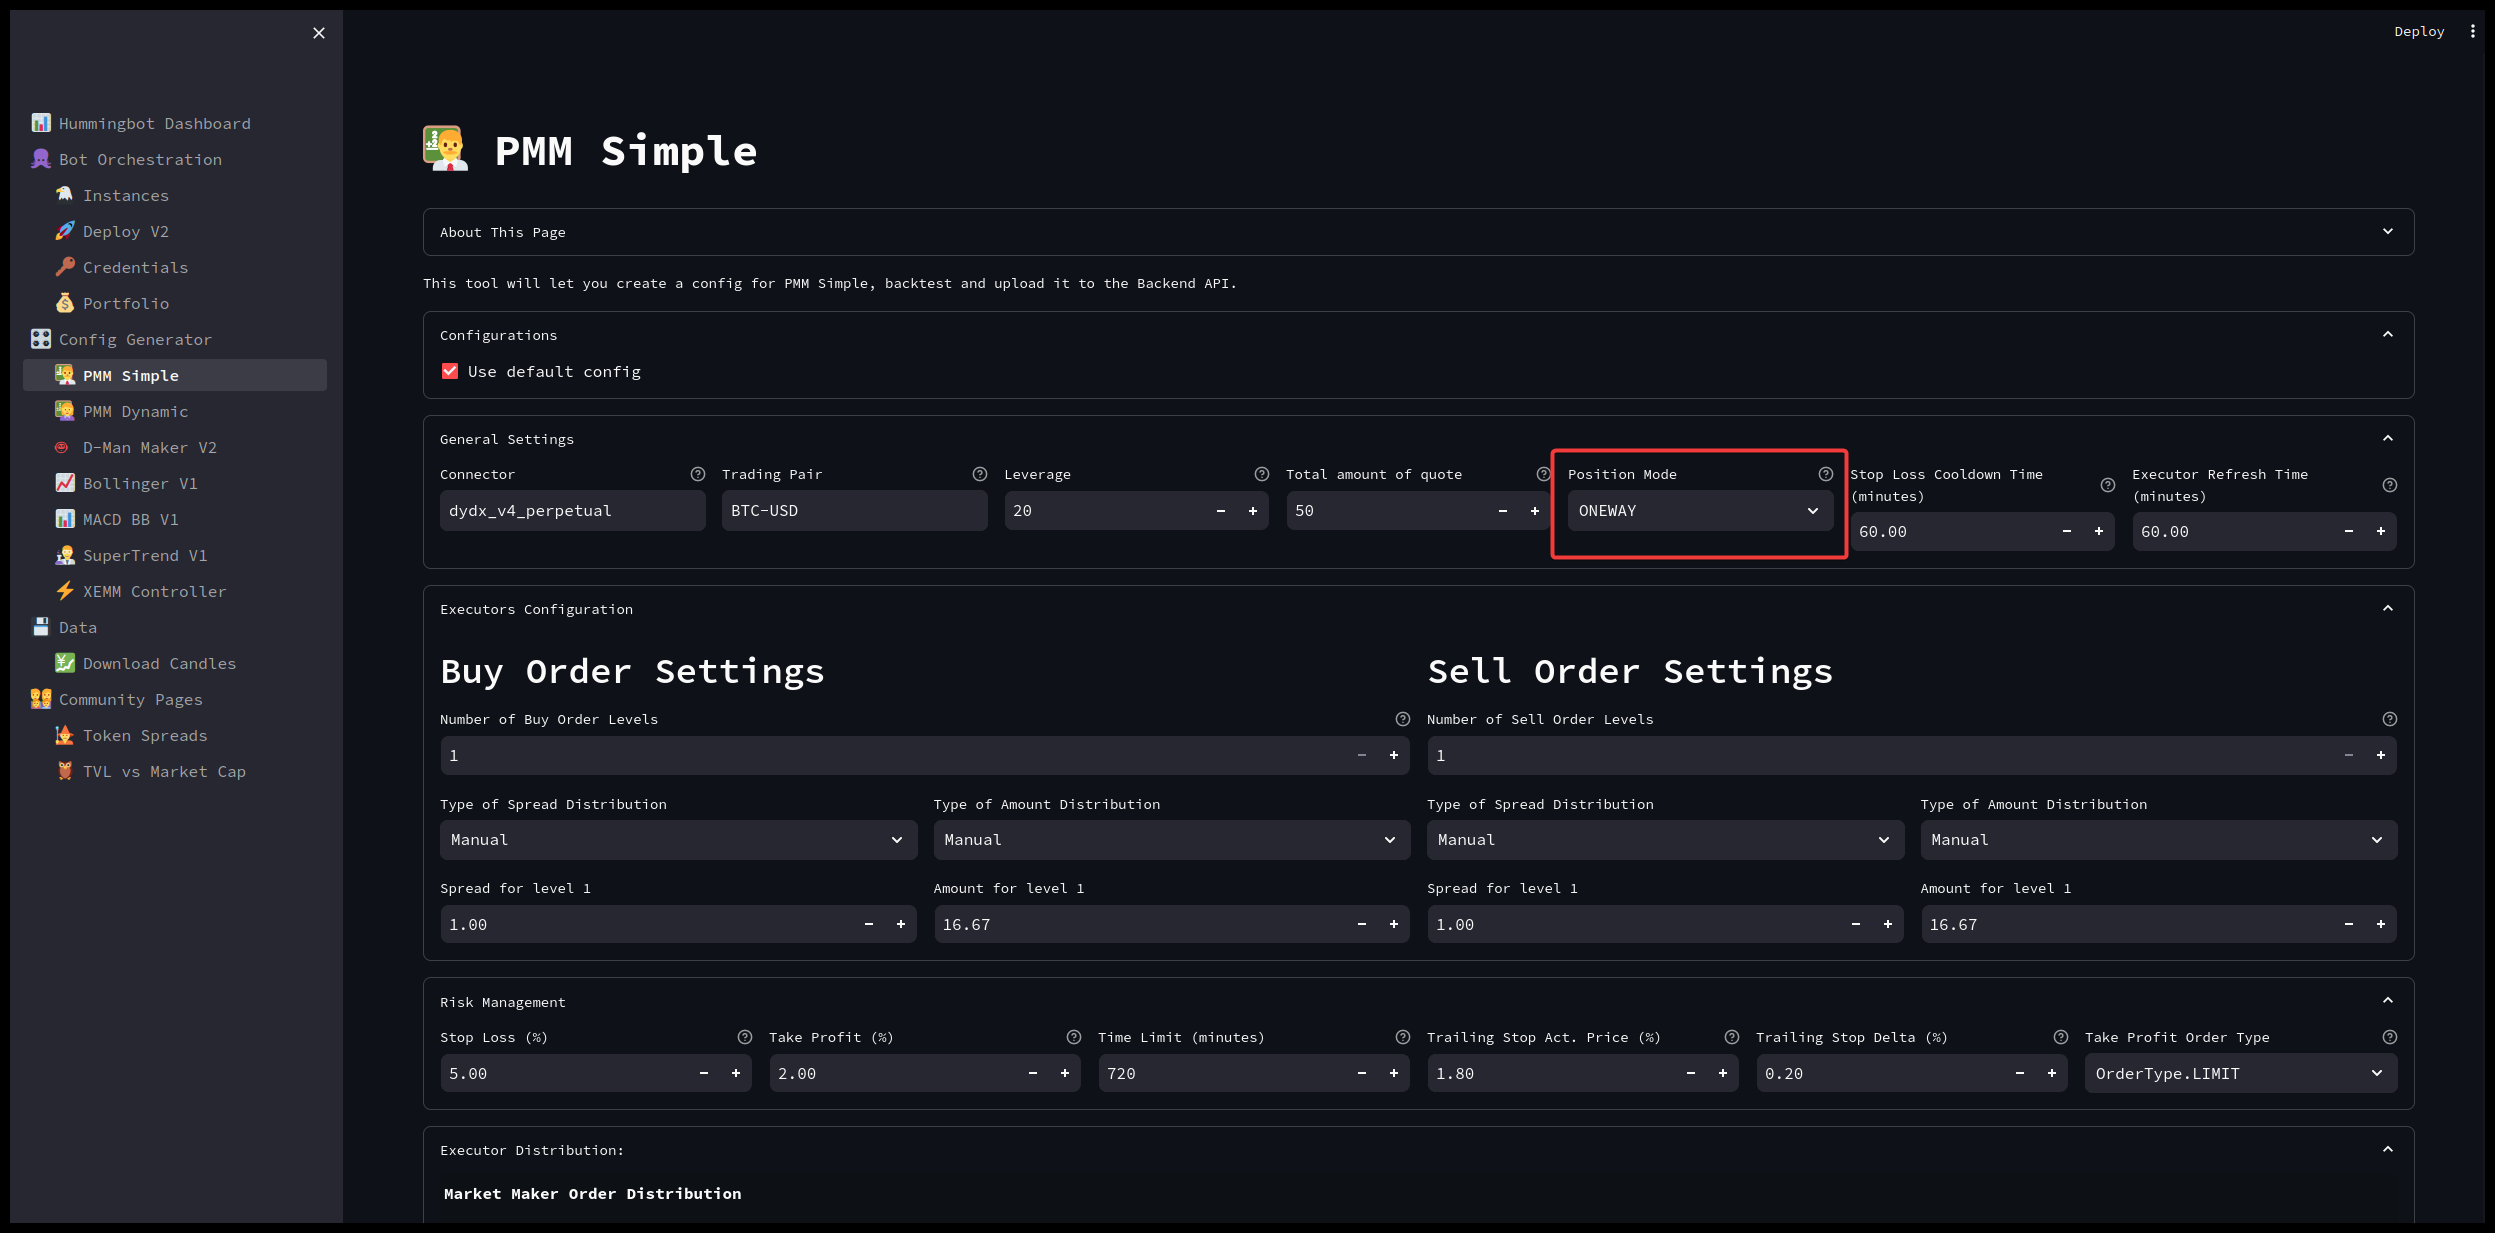 Deploy
Hummingbot Dashboard
Bot Orchestration
Instances
Deploy V2
Credentials
Portfolio
Config Generator
PMM Simple
PMM Dynamic
D-Man Maker V2
Bollinger V1
MACD BB V1
SuperTrend V1
XEMM Controller
Data
Download Candles
Community Pages
Token Spreads
TVL vs Market Cap
PMM Simple
About This Page
This tool will let you create a config for PMM Simple, backtest and upload it to the Backend API.
Configurations
Use default config
General Settings
Connector
dydx_v4_perpetual
Trading Pair
BTC-USD
Leverage
20
Total amount of quote
50
Position Mode
ONEWAY
Stop Loss Cooldown Time
(minutes)
60.00
Executor Refresh Time
(minutes)
60.00
Executors Configuration
Buy Order Settings
Number of Buy Order Levels
1
Type of Spread Distribution
Manual
Type of Amount Distribution
Manual
Spread for level 1
1.00
Amount for level 1
16.67
Sell Order Settings
Number of Sell Order Levels
1
Type of Spread Distribution
Manual
Type of Amount Distribution
Manual
Spread for level 1
1.00
Amount for level 1
16.67
Risk Management
Stop Loss (%)
5.00
Take Profit (%)
2.00
Time Limit (minutes)
720
Trailing Stop Act. Price (%)
1.80
Trailing Stop Delta (%)
0.20
Take Profit Order Type
OrderType.LIMIT
Executor Distribution:
Market Maker Order Distribution